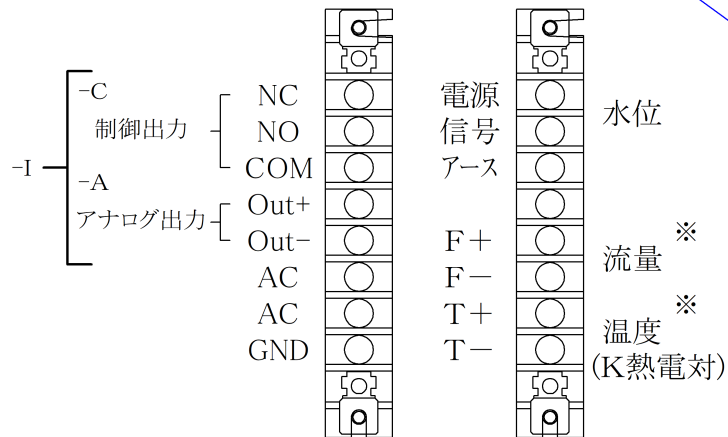 -I
-C
制御出力
-A
アナログ出力
NC
NO
COM
Out+
Out-
AC
AC
GND
電源
信号
アース
F+
F-
T+
T-
水位
流量 ※
温度 ※
(K熱電対)